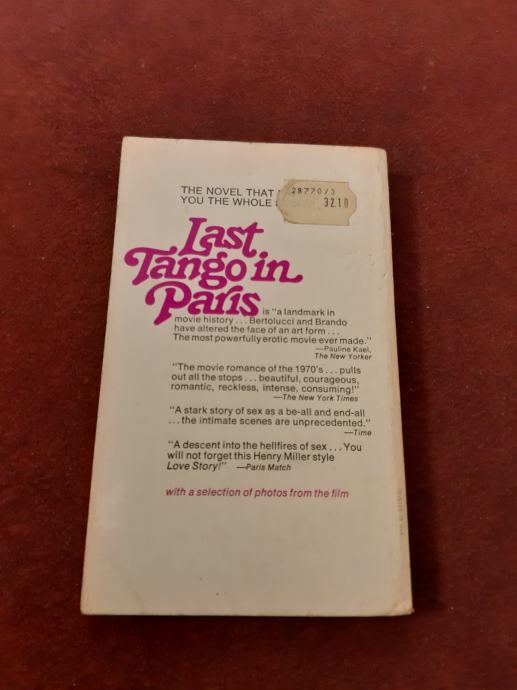 THE NOVEL THAT
28770/3
YOU THE WHOLE
32.10
Last
Tango in
Paris
is "a landmark in
movie history . . . Bertolucci and Brando
have altered the face of an art form . . .
The most powerfully erotic movie ever made."
—Pauline Kael,
The New Yorker
"The movie romance of the 1970's . . . pulls
out all the stops . . . beautiful, courageous,
romantic, reckless, intense, consuming!"
—The New York Times
"A stark story of sex as a be-all and end-all
. . . the intimate scenes are unprecedented."
—Time
"A descent into the hellfires of sex . . . You
will not forget this Henry Miller style
Love Story!" —Paris Match
with a selection of photos from the film